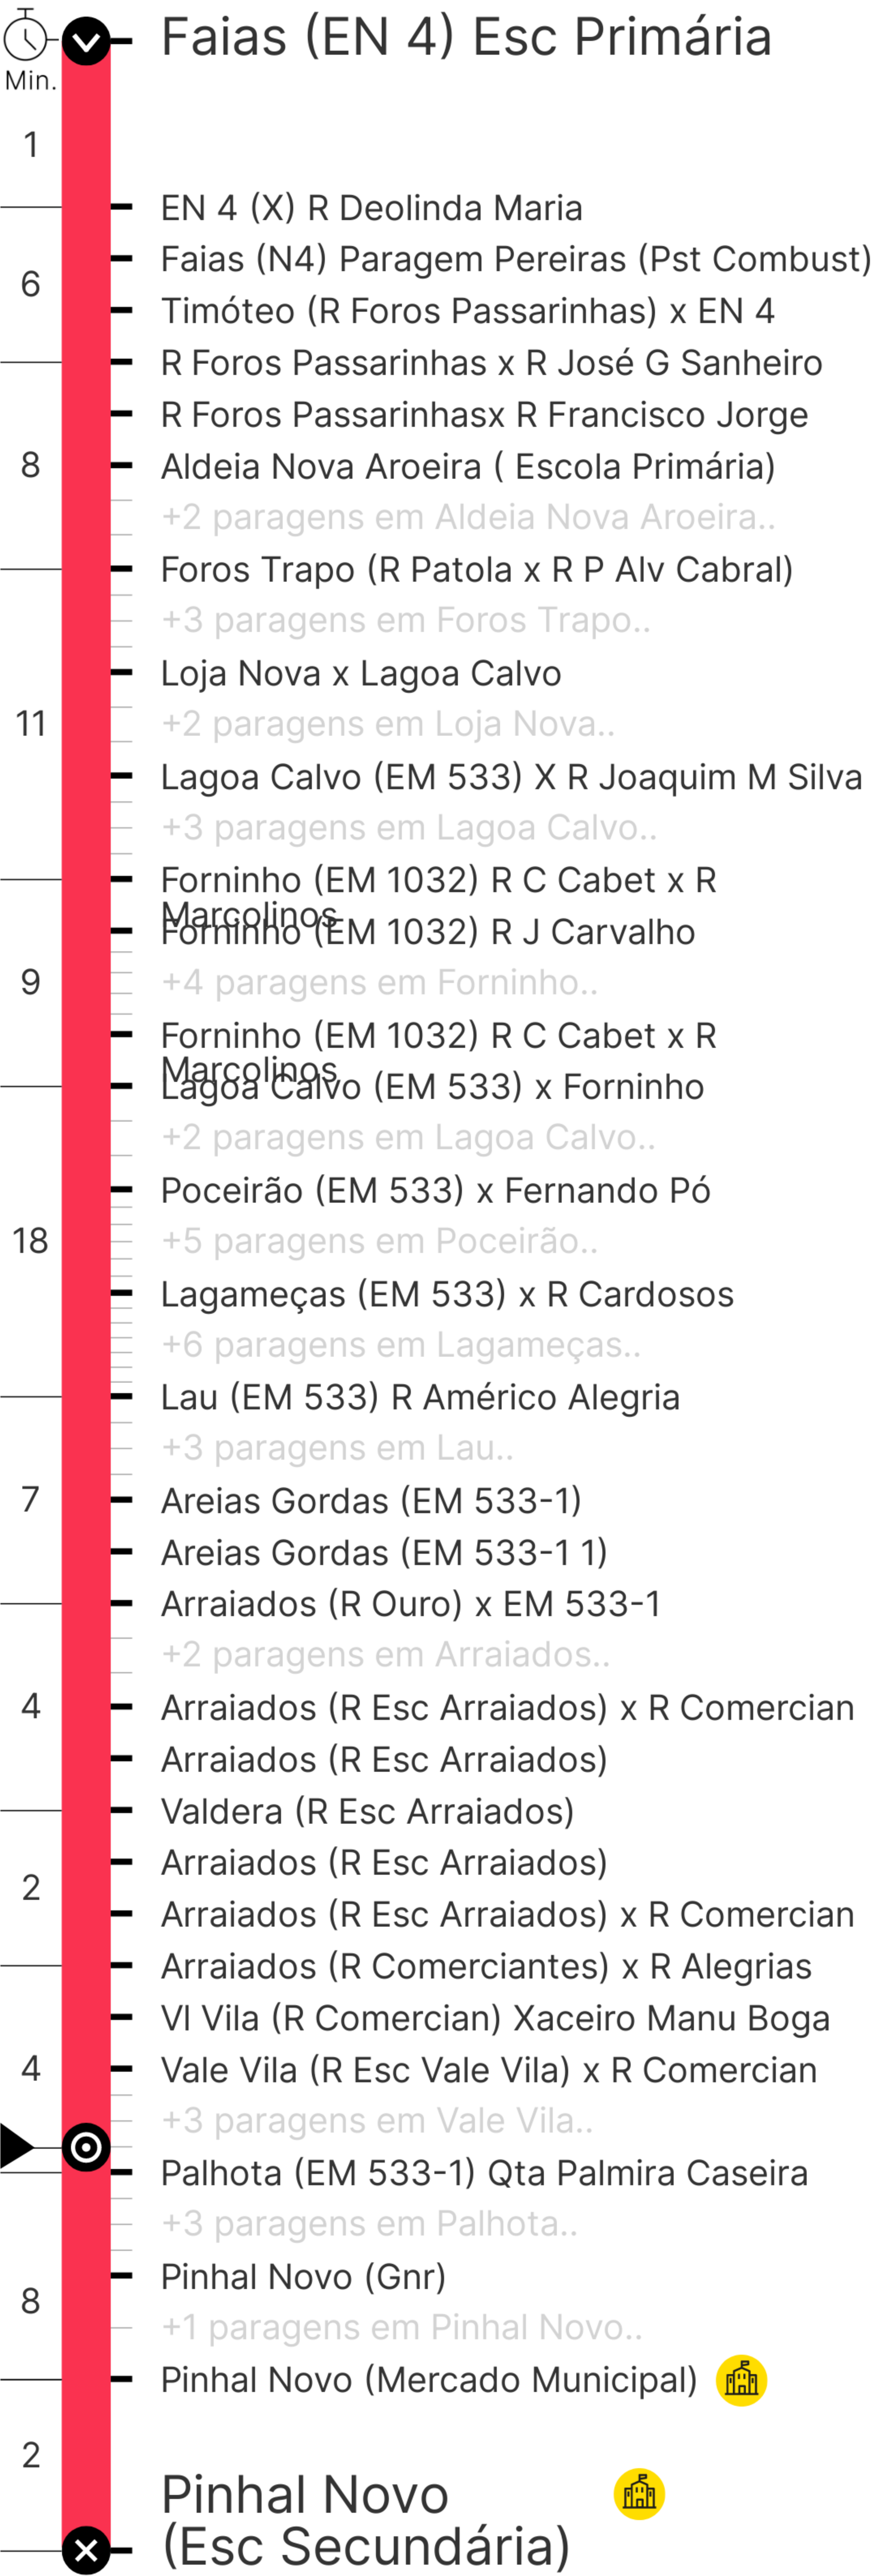 Faias (EN 4) Esc Primária
Min.
1
EN 4 (X) R Deolinda Maria
Faias (N4) Paragem Pereiras (Pst Combust)
6
Timóteo (R Foros Passarinhas) x EN 4
R Foros Passarinhas x R José G Sanheiro
R Foros Passarinhasx R Francisco Jorge
8
Aldeia Nova Aroeira ( Escola Primária)
+2 paragens em Aldeia Nova Aroeira..
Foros Trapo (R Patola x R P Alv Cabral)
+3 paragens em Foros Trapo..
Loja Nova x Lagoa Calvo
11
+2 paragens em Loja Nova..
Lagoa Calvo (EM 533) X R Joaquim M Silva
+3 paragens em Lagoa Calvo..
Forninho (EM 1032) R C Cabet x R
Marcolinos
Forninho (EM 1032) R J Carvalho
9
+4 paragens em Forninho..
Forninho (EM 1032) R C Cabet x R
Marcolinos
Lagoa Calvo (EM 533) x Forninho
+2 paragens em Lagoa Calvo..
Poceirão (EM 533) x Fernando Pó
18
+5 paragens em Poceirão..
Lagameças (EM 533) x R Cardosos
+6 paragens em Lagameças..
Lau (EM 533) R Américo Alegria
+3 paragens em Lau..
7
Areias Gordas (EM 533-1)
Areias Gordas (EM 533-1 1)
Arraiados (R Ouro) x EM 533-1
+2 paragens em Arraiados..
4
Arraiados (R Esc Arraiados) x R Comercian
Arraiados (R Esc Arraiados)
Valdera (R Esc Arraiados)
Arraiados (R Esc Arraiados)
2
Arraiados (R Esc Arraiados) x R Comercian
Arraiados (R Comerciantes) x R Alegrias
Vl Vila (R Comercian) Xaceiro Manu Boga
4
Vale Vila (R Esc Vale Vila) x R Comercian
+3 paragens em Vale Vila..
Palhota (EM 533-1) Qta Palmira Caseira
+3 paragens em Palhota..
Pinhal Novo (Gnr)
8
+1 paragens em Pinhal Novo..
Pinhal Novo (Mercado Municipal)
2
Pinhal Novo
(Esc Secundária)